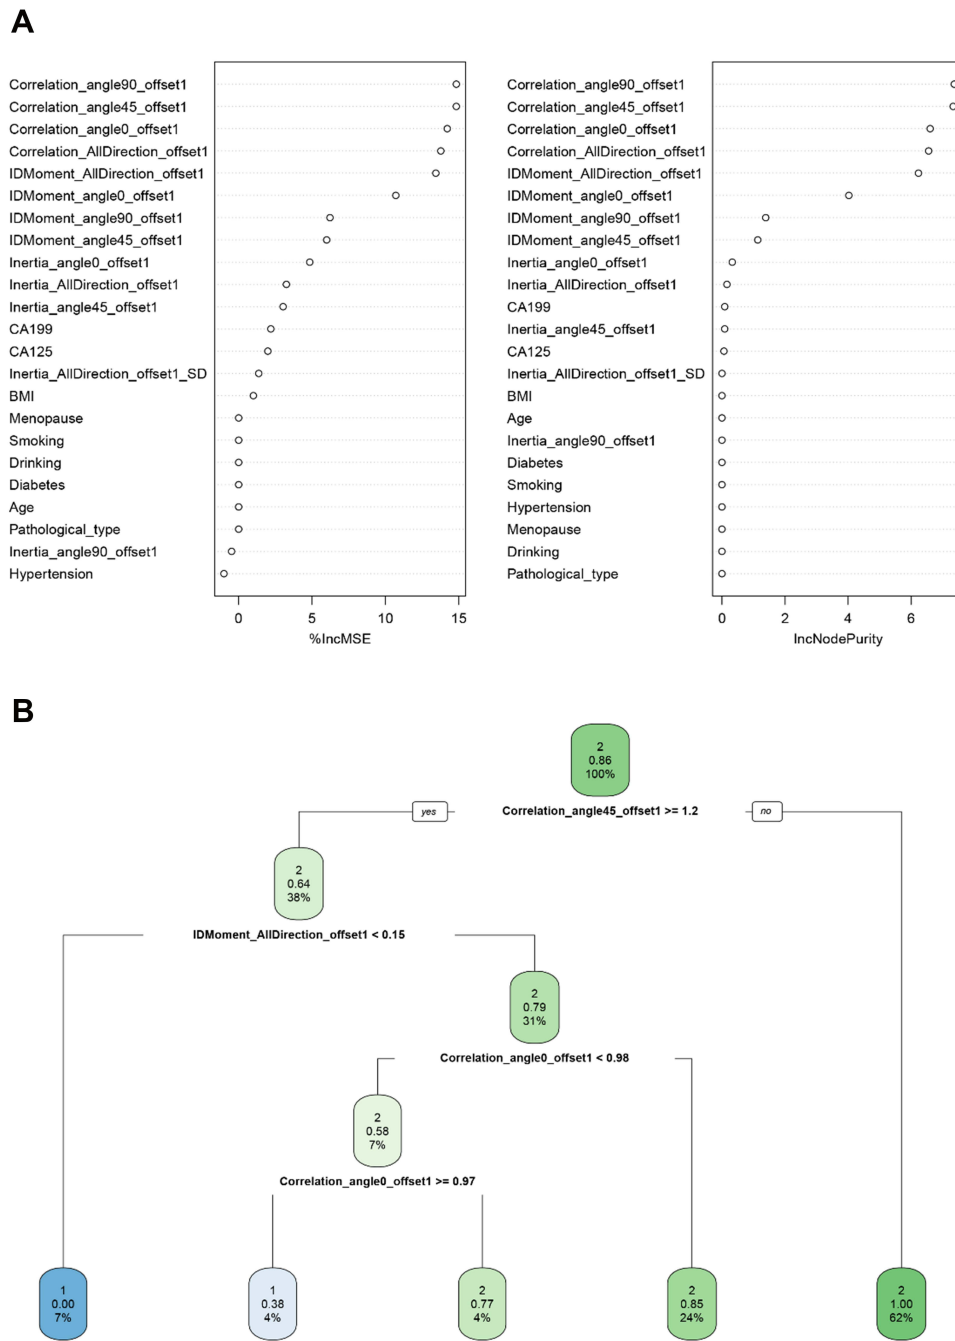 A
Correlation_angle90_offset1
Correlation_angle45_offset1
Correlation_angle0_offset1
Correlation_AllDirection_offset1
IDMoment_AllDirection_offset1
IDMoment_angle0_offset1
IDMoment_angle90_offset1
IDMoment_angle45_offset1
Inertia_angle0_offset1
Inertia_AllDirection_offset1
Inertia_angle45_offset1
CA199
CA125
Inertia_AllDirection_offset1_SD
BMI
Menopause
Smoking
Drinking
Diabetes
Age
Pathological_type
Inertia_angle90_offset1
Hypertension
0 5 10 15
%IncMSE
Correlation_angle90_offset1
Correlation_angle45_offset1
Correlation_angle0_offset1
Correlation_AllDirection_offset1
IDMoment_AllDirection_offset1
IDMoment_angle0_offset1
IDMoment_angle90_offset1
IDMoment_angle45_offset1
Inertia_angle0_offset1
Inertia_AllDirection_offset1
CA199
Inertia_angle45_offset1
CA125
Inertia_AllDirection_offset1_SD
BMI
Age
Inertia_angle90_offset1
Diabetes
Smoking
Hypertension
Menopause
Drinking
Pathological_type
0 2 4 6
IncNodePurity
B
2
0.86
100%
yes
Correlation_angle45_offset1 >= 1.2
no
2
0.64
38%
IDMoment_AllDirection_offset1 < 0.15
2
0.79
31%
Correlation_angle0_offset1 < 0.98
2
0.58
7%
Correlation_angle0_offset1 >= 0.97
1
0.00
7%
1
0.38
4%
2
0.77
4%
2
0.85
24%
2
1.00
62%